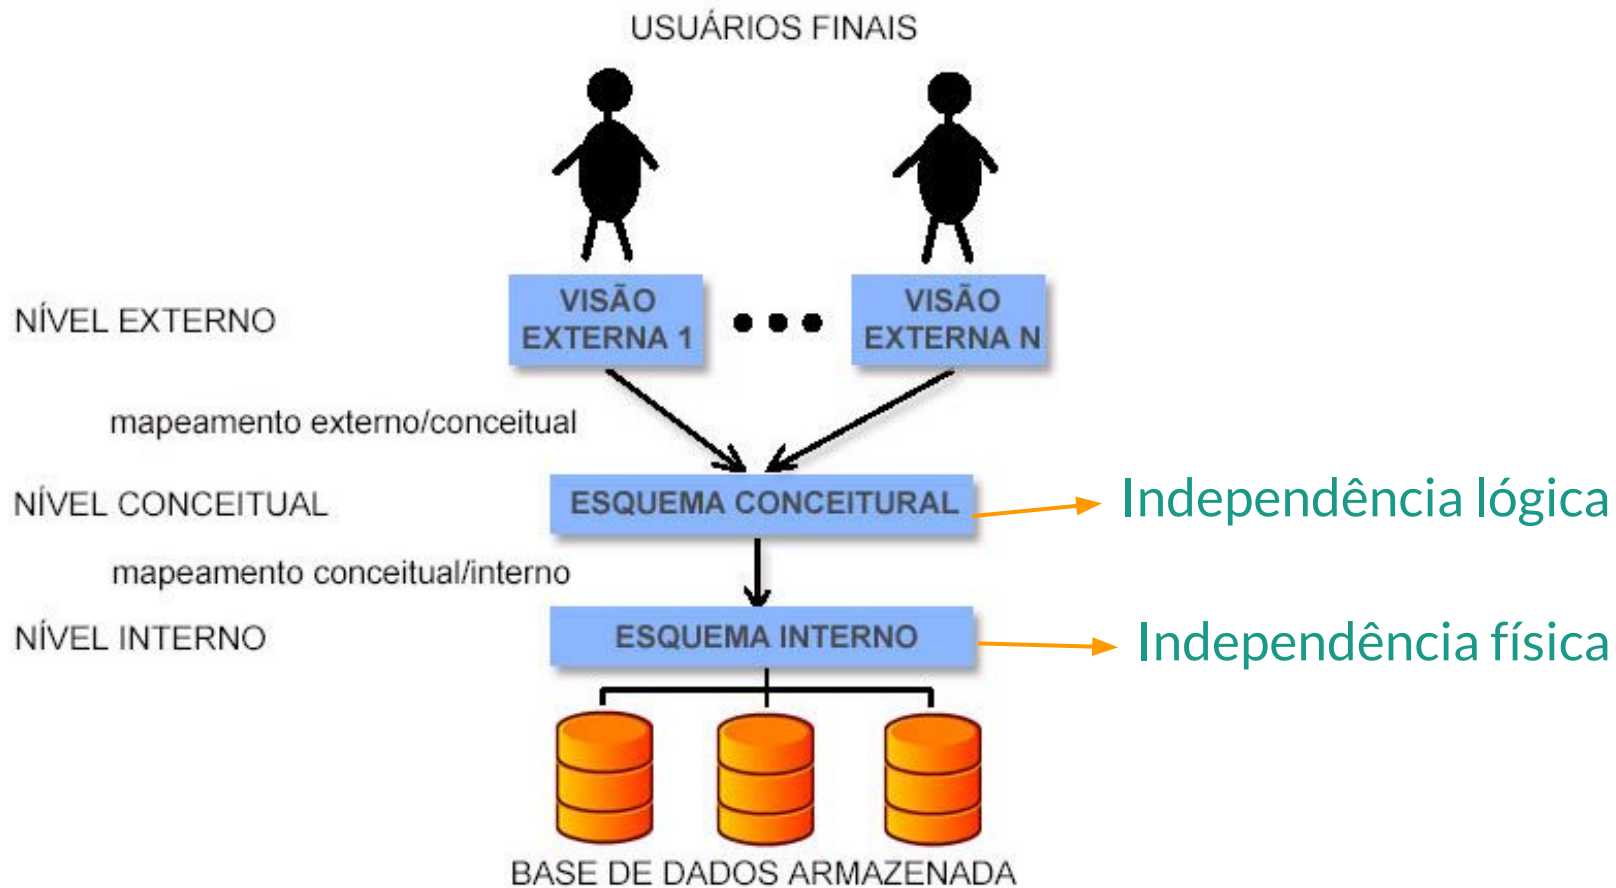 USUÁRIOS FINAIS
NÍVEL EXTERNO
VISÃO
EXTERNA 1
VISÃO
EXTERNA N
mapeamento externo/conceitual
NÍVEL CONCEITUAL
ESQUEMA CONCEITURAL
Independência lógica
mapeamento conceitual/interno
NÍVEL INTERNO
ESQUEMA INTERNO
Independência física
BASE DE DADOS ARMAZENADA